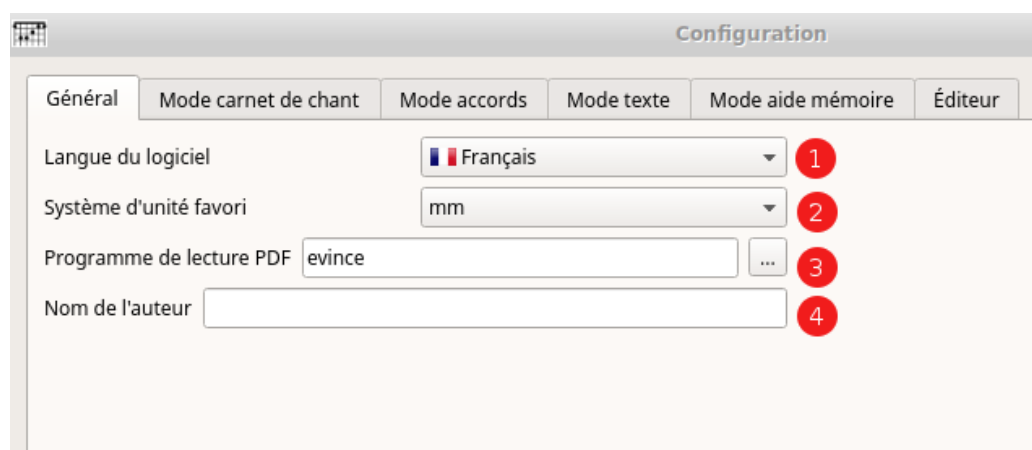 Configuration
Général Mode carnet de chant Mode accords Mode texte Mode aide mémoire Éditeur
Langue du logiciel Français 1
Système d'unité favori mm 2
Programme de lecture PDF evince ... 3
Nom de l'auteur 4